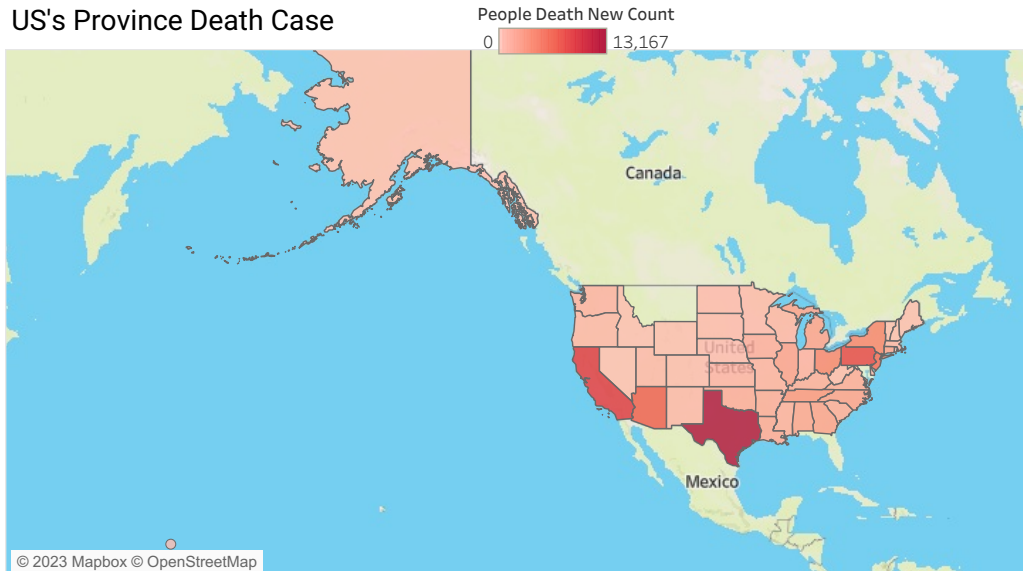 US's Province Death Case
People Death New Count
0 13,167
Canada
United
States
Mexico
© 2023 Mapbox © OpenStreetMap